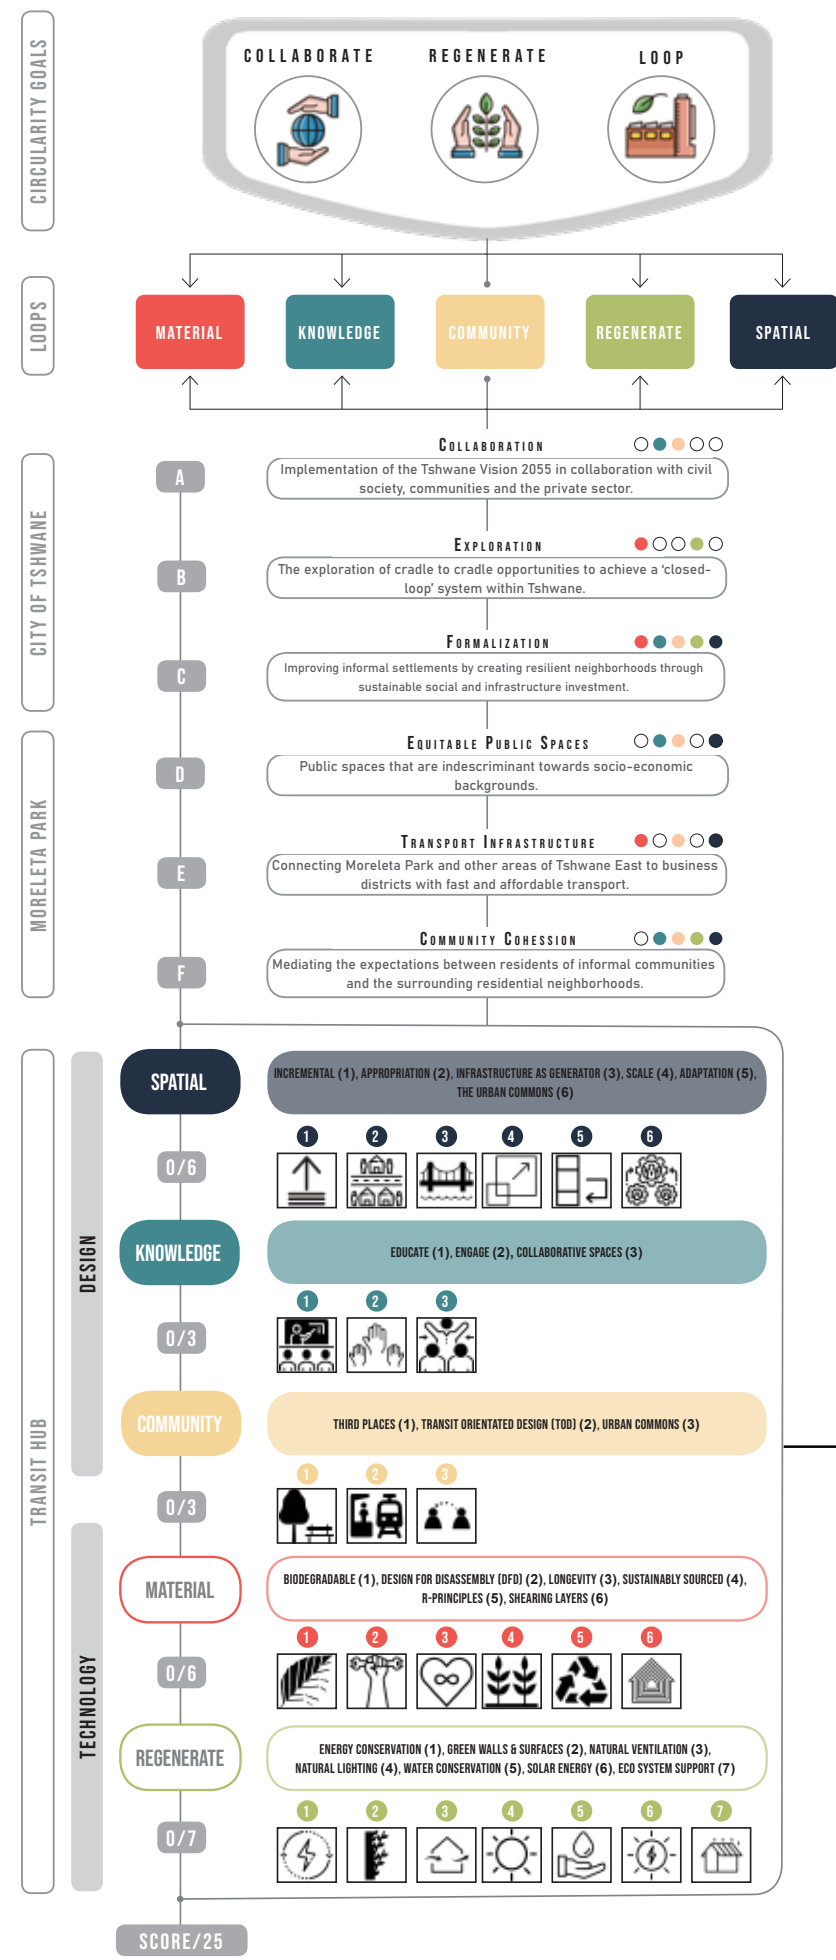 CIRCULARITY GOALS
COLLABORATE
REGENERATE
LOOP
LOOPS
MATERIAL
KNOWLEDGE
COMMUNITY
REGENERATE
SPATIAL
CITY OF TSHWANE
A
COLLABORATION
Implementation of the Tshwane Vision 2055 in collaboration with civil
society, communities and the private sector.
B
EXPLORATION
The exploration of cradle to cradle opportunities to achieve a ‘closed-
loop’ system within Tshwane.
C
FORMALIZATION
Improving informal settlements by creating resilient neighborhoods through
sustainable social and infrastructure investment.
MORELETA PARK
D
EQUITABLE PUBLIC SPACES
Public spaces that are indescriminant towards socio-economic
backgrounds.
E
TRANSPORT INFRASTRUCTURE
Connecting Moreleta Park and other areas of Tshwane East to business
districts with fast and affordable transport.
F
COMMUNITY COHESSION
Mediating the expectations between residents of informal communities
and the surrounding residential neighborhoods.
TRANSIT HUB
DESIGN
SPATIAL
INCREMENTAL (1), APPROPRIATION (2), INFRASTRUCTURE AS GENERATOR (3), SCALE (4), ADAPTATION (5),
THE URBAN COMMONS (6)
1 2 3 4 5 6
0/6
KNOWLEDGE
EDUCATE (1), ENGAGE (2), COLLABORATIVE SPACES (3)
1 2 3
0/3
COMMUNITY
THIRD PLACES (1), TRANSIT ORIENTATED DESIGN (TOD) (2), URBAN COMMONS (3)
1 2 3
0/3
TECHNOLOGY
MATERIAL
BIODEGRADABLE (1), DESIGN FOR DISASSEMBLY (DFD) (2), LONGEVITY (3), SUSTAINABLY SOURCED (4),
R-PRINCIPLES (5), SHEARING LAYERS (6)
1 2 3 4 5 6
0/6
REGENERATE
ENERGY CONSERVATION (1), GREEN WALLS & SURFACES (2), NATURAL VENTILATION (3),
NATURAL LIGHTING (4), WATER CONSERVATION (5), SOLAR ENERGY (6), ECO SYSTEM SUPPORT (7)
1 2 3 4 5 6 7
0/7
SCORE/25